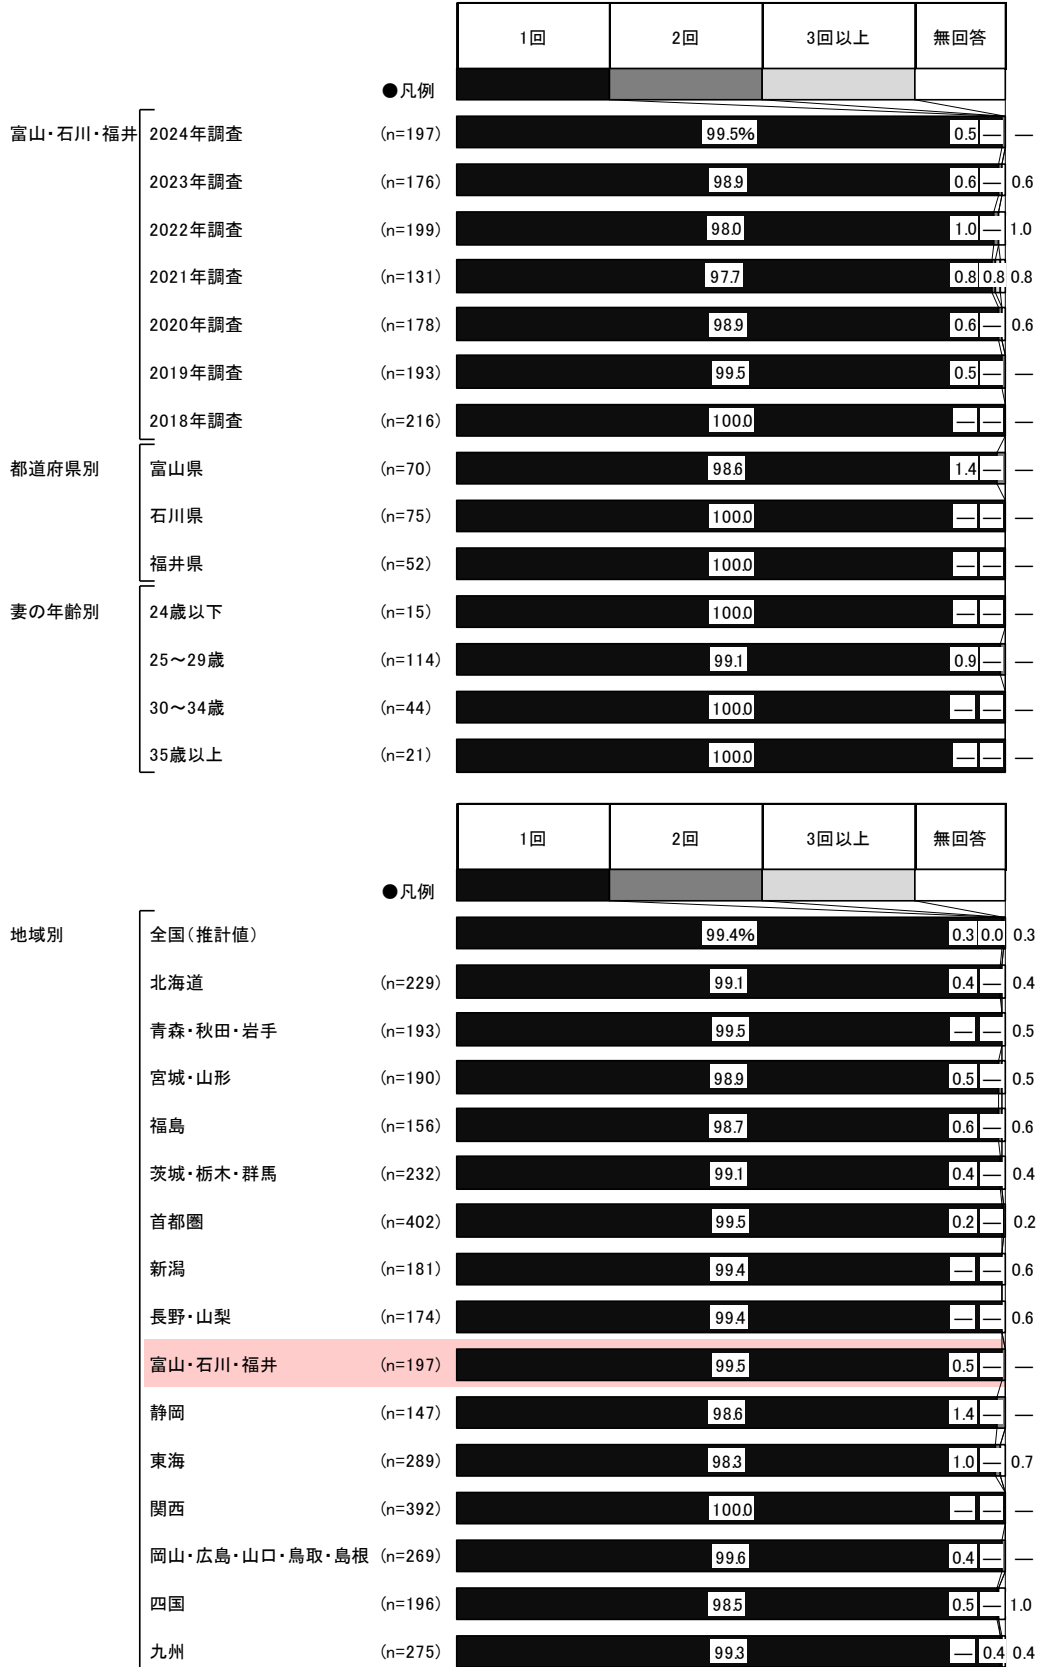 1回 2回 3回以上 無回答
●凡例
富山・石川・福井 2024年調査 (n=197) 99.5% 0.5 — —
2023年調査 (n=176) 98.9 0.6 — 0.6
2022年調査 (n=199) 98.0 1.0 — 1.0
2021年調査 (n=131) 97.7 0.8 0.8 0.8
2020年調査 (n=178) 98.9 0.6 — 0.6
2019年調査 (n=193) 99.5 0.5 — —
2018年調査 (n=216) 100.0 — — —
都道府県別 富山県 (n=70) 98.6 1.4 — —
石川県 (n=75) 100.0 — — —
福井県 (n=52) 100.0 — — —
妻の年齢別 24歳以下 (n=15) 100.0 — — —
25～29歳 (n=114) 99.1 0.9 — —
30～34歳 (n=44) 100.0 — — —
35歳以上 (n=21) 100.0 — — —
1回 2回 3回以上 無回答
●凡例
地域別 全国(推計値) 99.4% 0.3 0.0 0.3
北海道 (n=229) 99.1 0.4 — 0.4
青森・秋田・岩手 (n=193) 99.5 — — 0.5
宮城・山形 (n=190) 98.9 0.5 — 0.5
福島 (n=156) 98.7 0.6 — 0.6
茨城・栃木・群馬 (n=232) 99.1 0.4 — 0.4
首都圏 (n=402) 99.5 0.2 — 0.2
新潟 (n=181) 99.4 — — 0.6
長野・山梨 (n=174) 99.4 — — 0.6
富山・石川・福井 (n=197) 99.5 0.5 — —
静岡 (n=147) 98.6 1.4 — —
東海 (n=289) 98.3 1.0 — 0.7
関西 (n=392) 100.0 — — —
岡山・広島・山口・鳥取・島根 (n=269) 99.6 0.4 — —
四国 (n=196) 98.5 0.5 — 1.0
九州 (n=275) 99.3 — 0.4 0.4